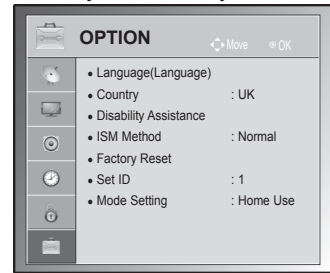 OPTION
Move
OK
• Language(Language)
• Country : UK
• Disability Assistance
• ISM Method : Normal
• Factory Reset
• Set ID : 1
• Mode Setting : Home Use